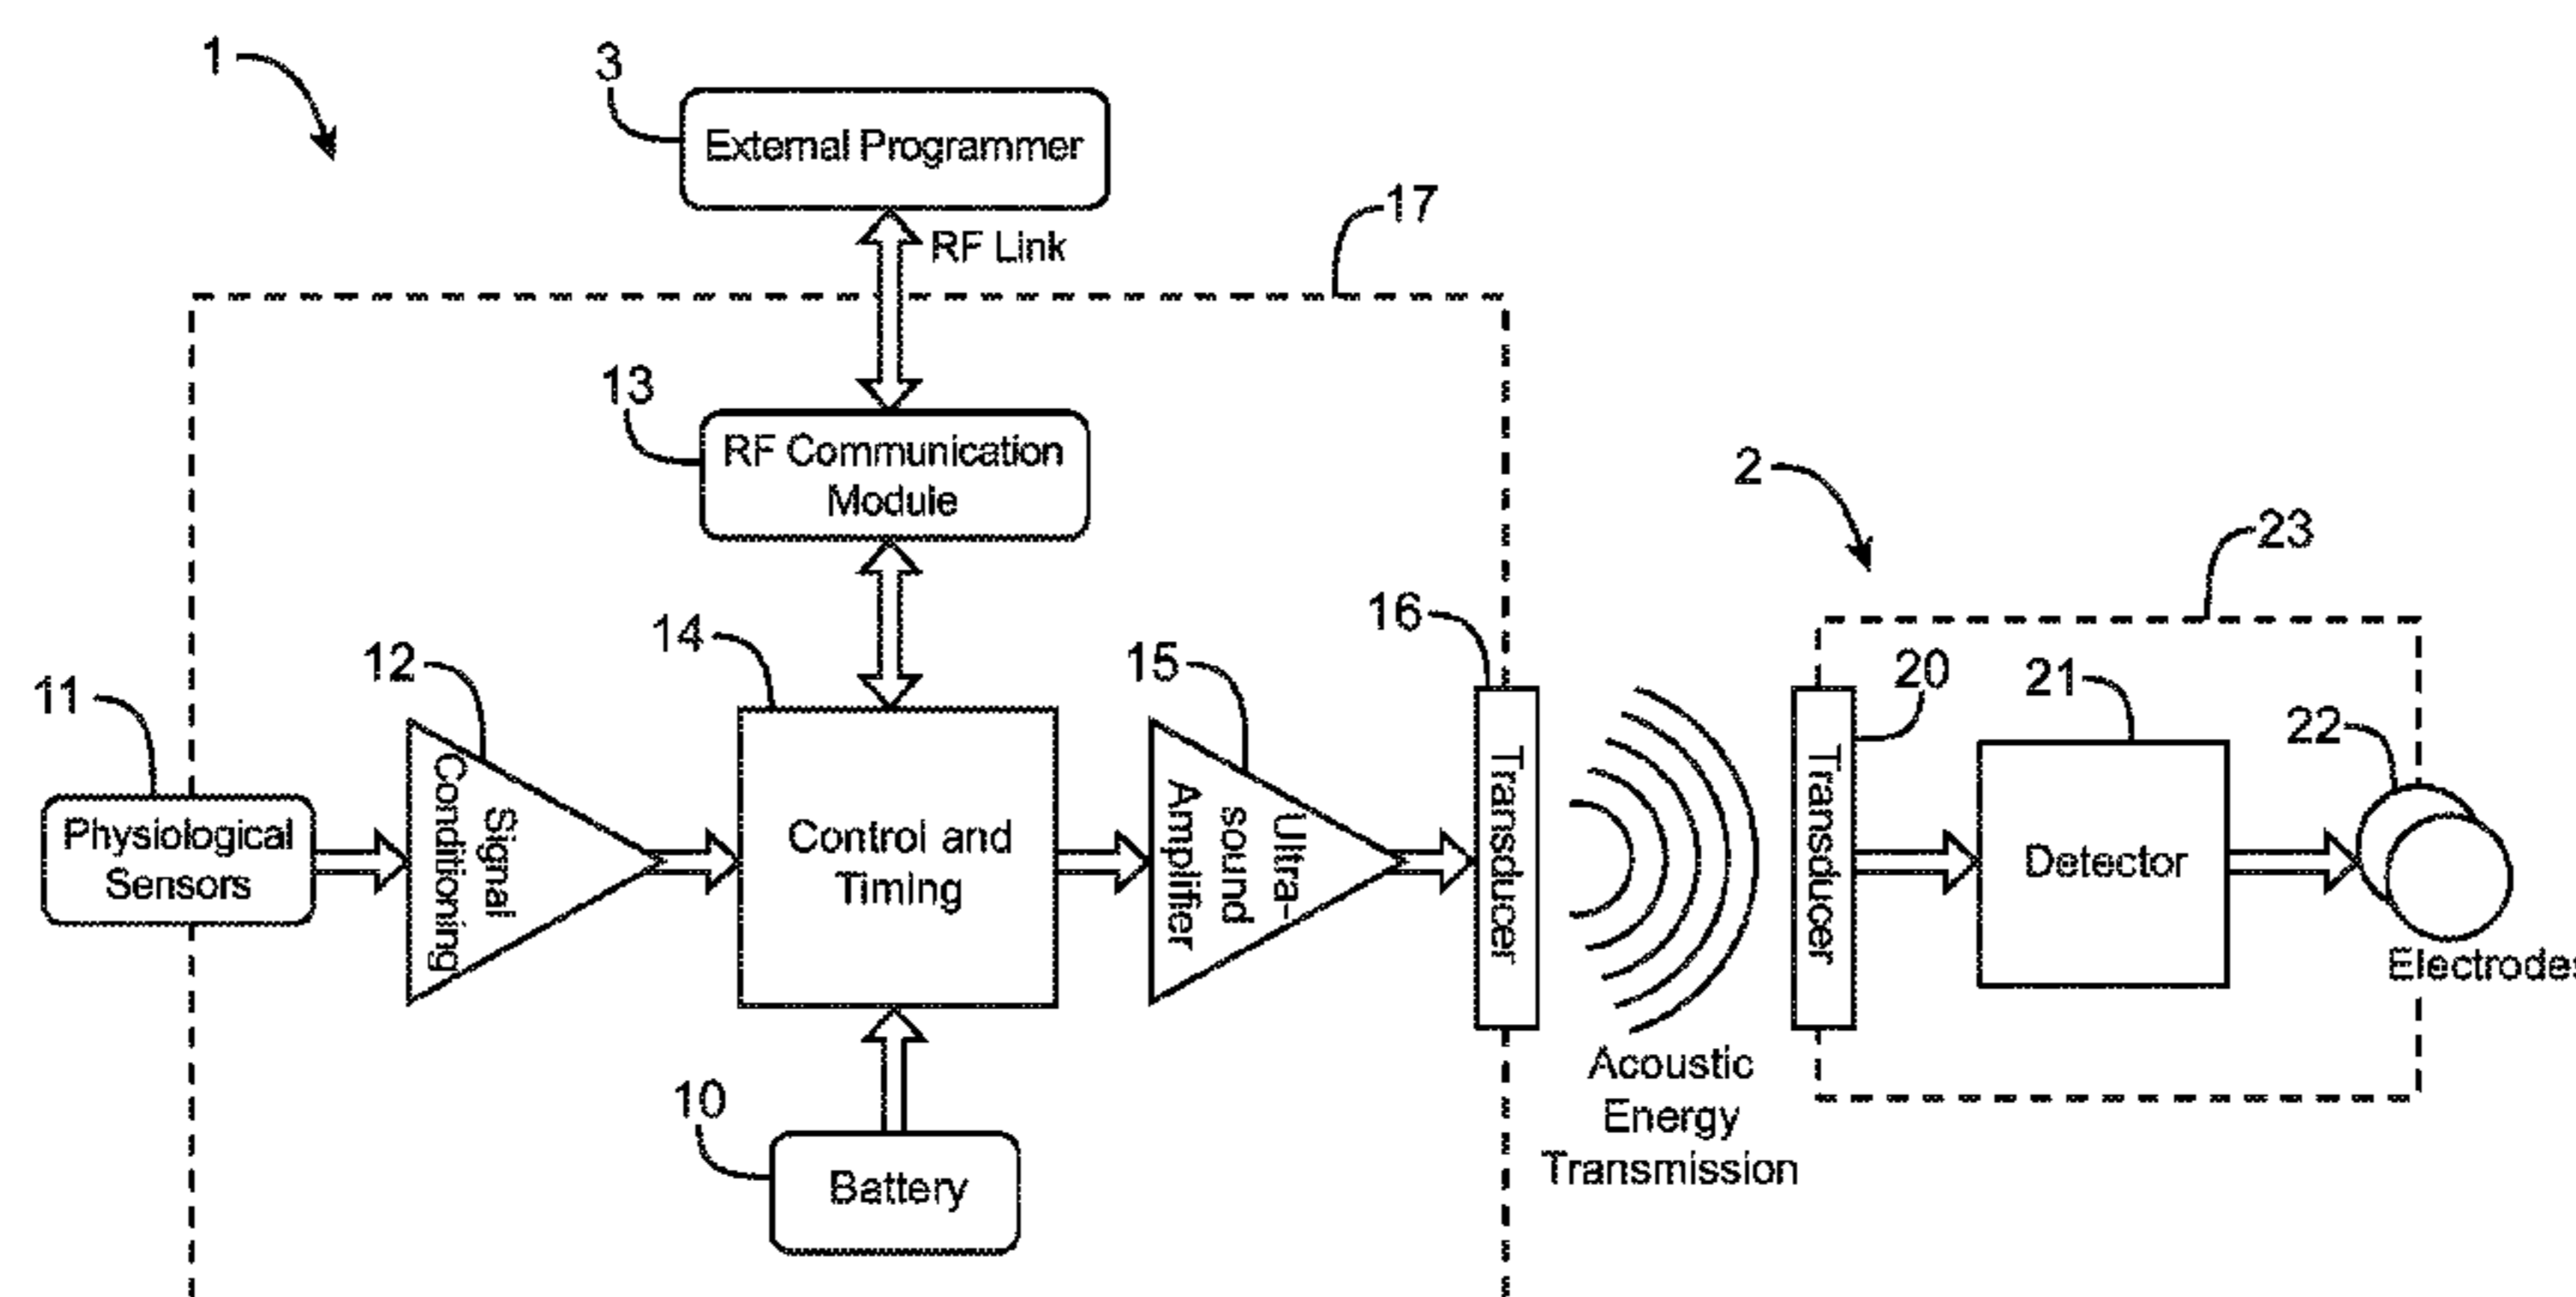 1
3
External Programmer
17
RF Link
13
RF Communication
Module
2
23
16
14
12
15
11
20
21
22
Physiological
Sensors
Signal
Conditioning
Control and
Timing
Ultra-
sound
Amplifier
Transducer
Transducer
Detector
Electrodes
Acoustic
Energy
Transmission
10
Battery